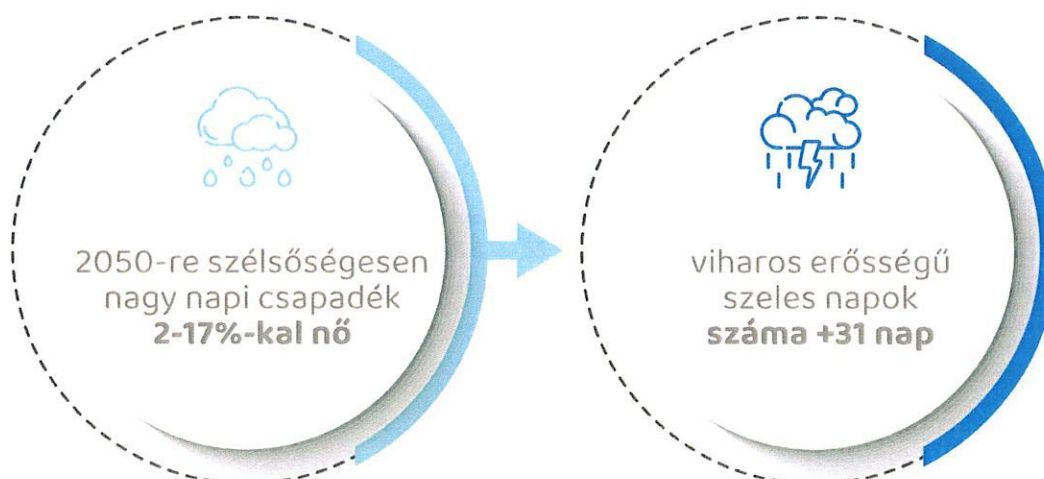 2050-re szélsőségesen
nagy napi csapadék
2-17%-kal nő
viharos erősségű
szeles napok
száma +31 nap